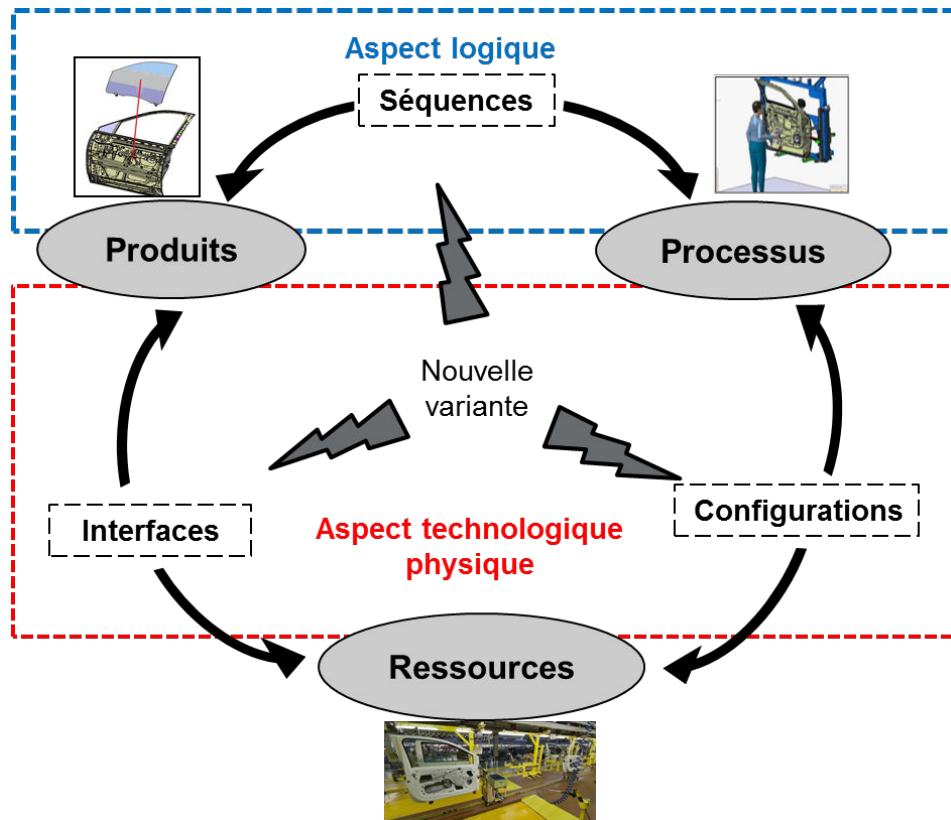 Aspect logique
Séquences
Produits
Processus
Nouvelle
variante
Interfaces
Configurations
Aspect technologique
physique
Ressources